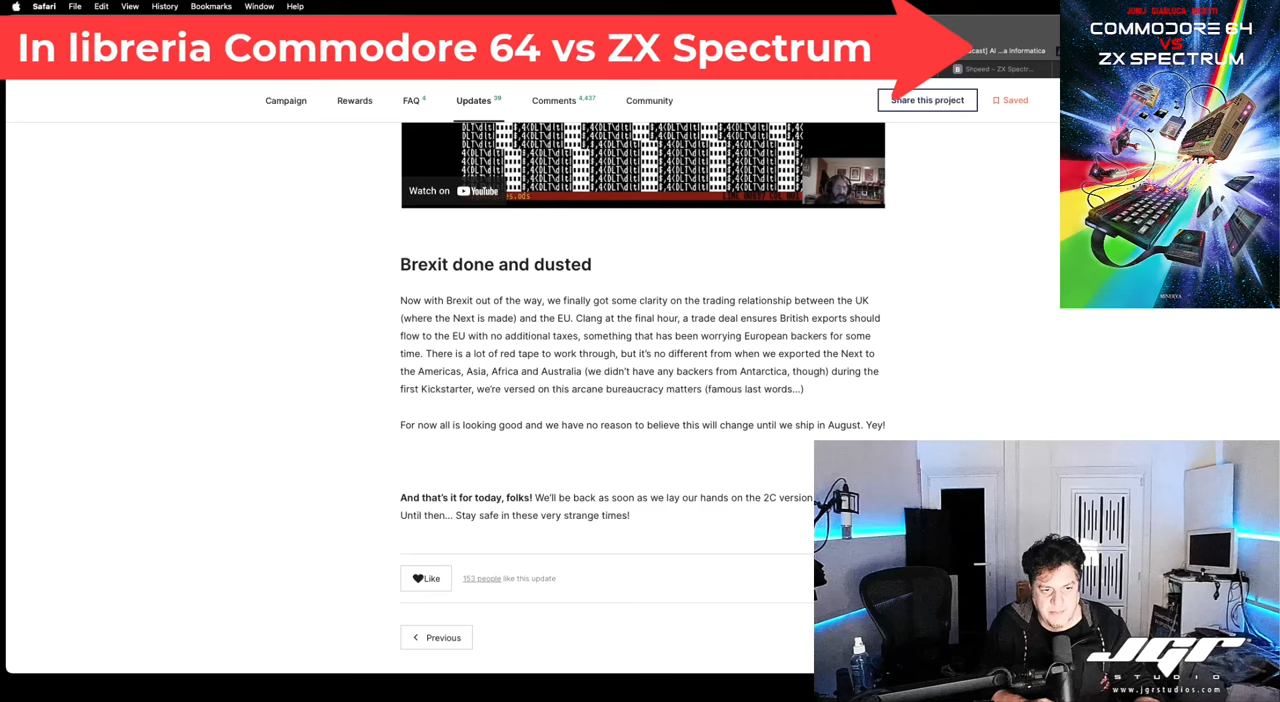 Safari File Edit View History Bookmarks Window Help
In libreria Commodore 64 vs ZX Spectrum
cast] AI ...a Informatica
B Shpeed – ZX Spectr...
Campaign Rewards FAQ 4 Updates 39 Comments 4,437 Community Share this project Saved
Watch on YouTube
Brexit done and dusted
Now with Brexit out of the way, we finally got some clarity on the trading relationship between the UK
(where the Next is made) and the EU. Clang at the final hour, a trade deal ensures British exports should
flow to the EU with no additional taxes, something that has been worrying European backers for some
time. There is a lot of red tape to work through, but it's no different from when we exported the Next to
the Americas, Asia, Africa and Australia (we didn't have any backers from Antarctica, though) during the
first Kickstarter, we're versed on this arcane bureaucracy matters (famous last words...)
For now all is looking good and we have no reason to believe this will change until we ship in August. Yey!
And that's it for today, folks! We'll be back as soon as we lay our hands on the 2C version
Until then... Stay safe in these very strange times!
Like 153 people like this update
Previous
COMMODORE 64
VS
ZX SPECTRUM
MINERVA
JGR
STUDIO
www.jgrstudios.com